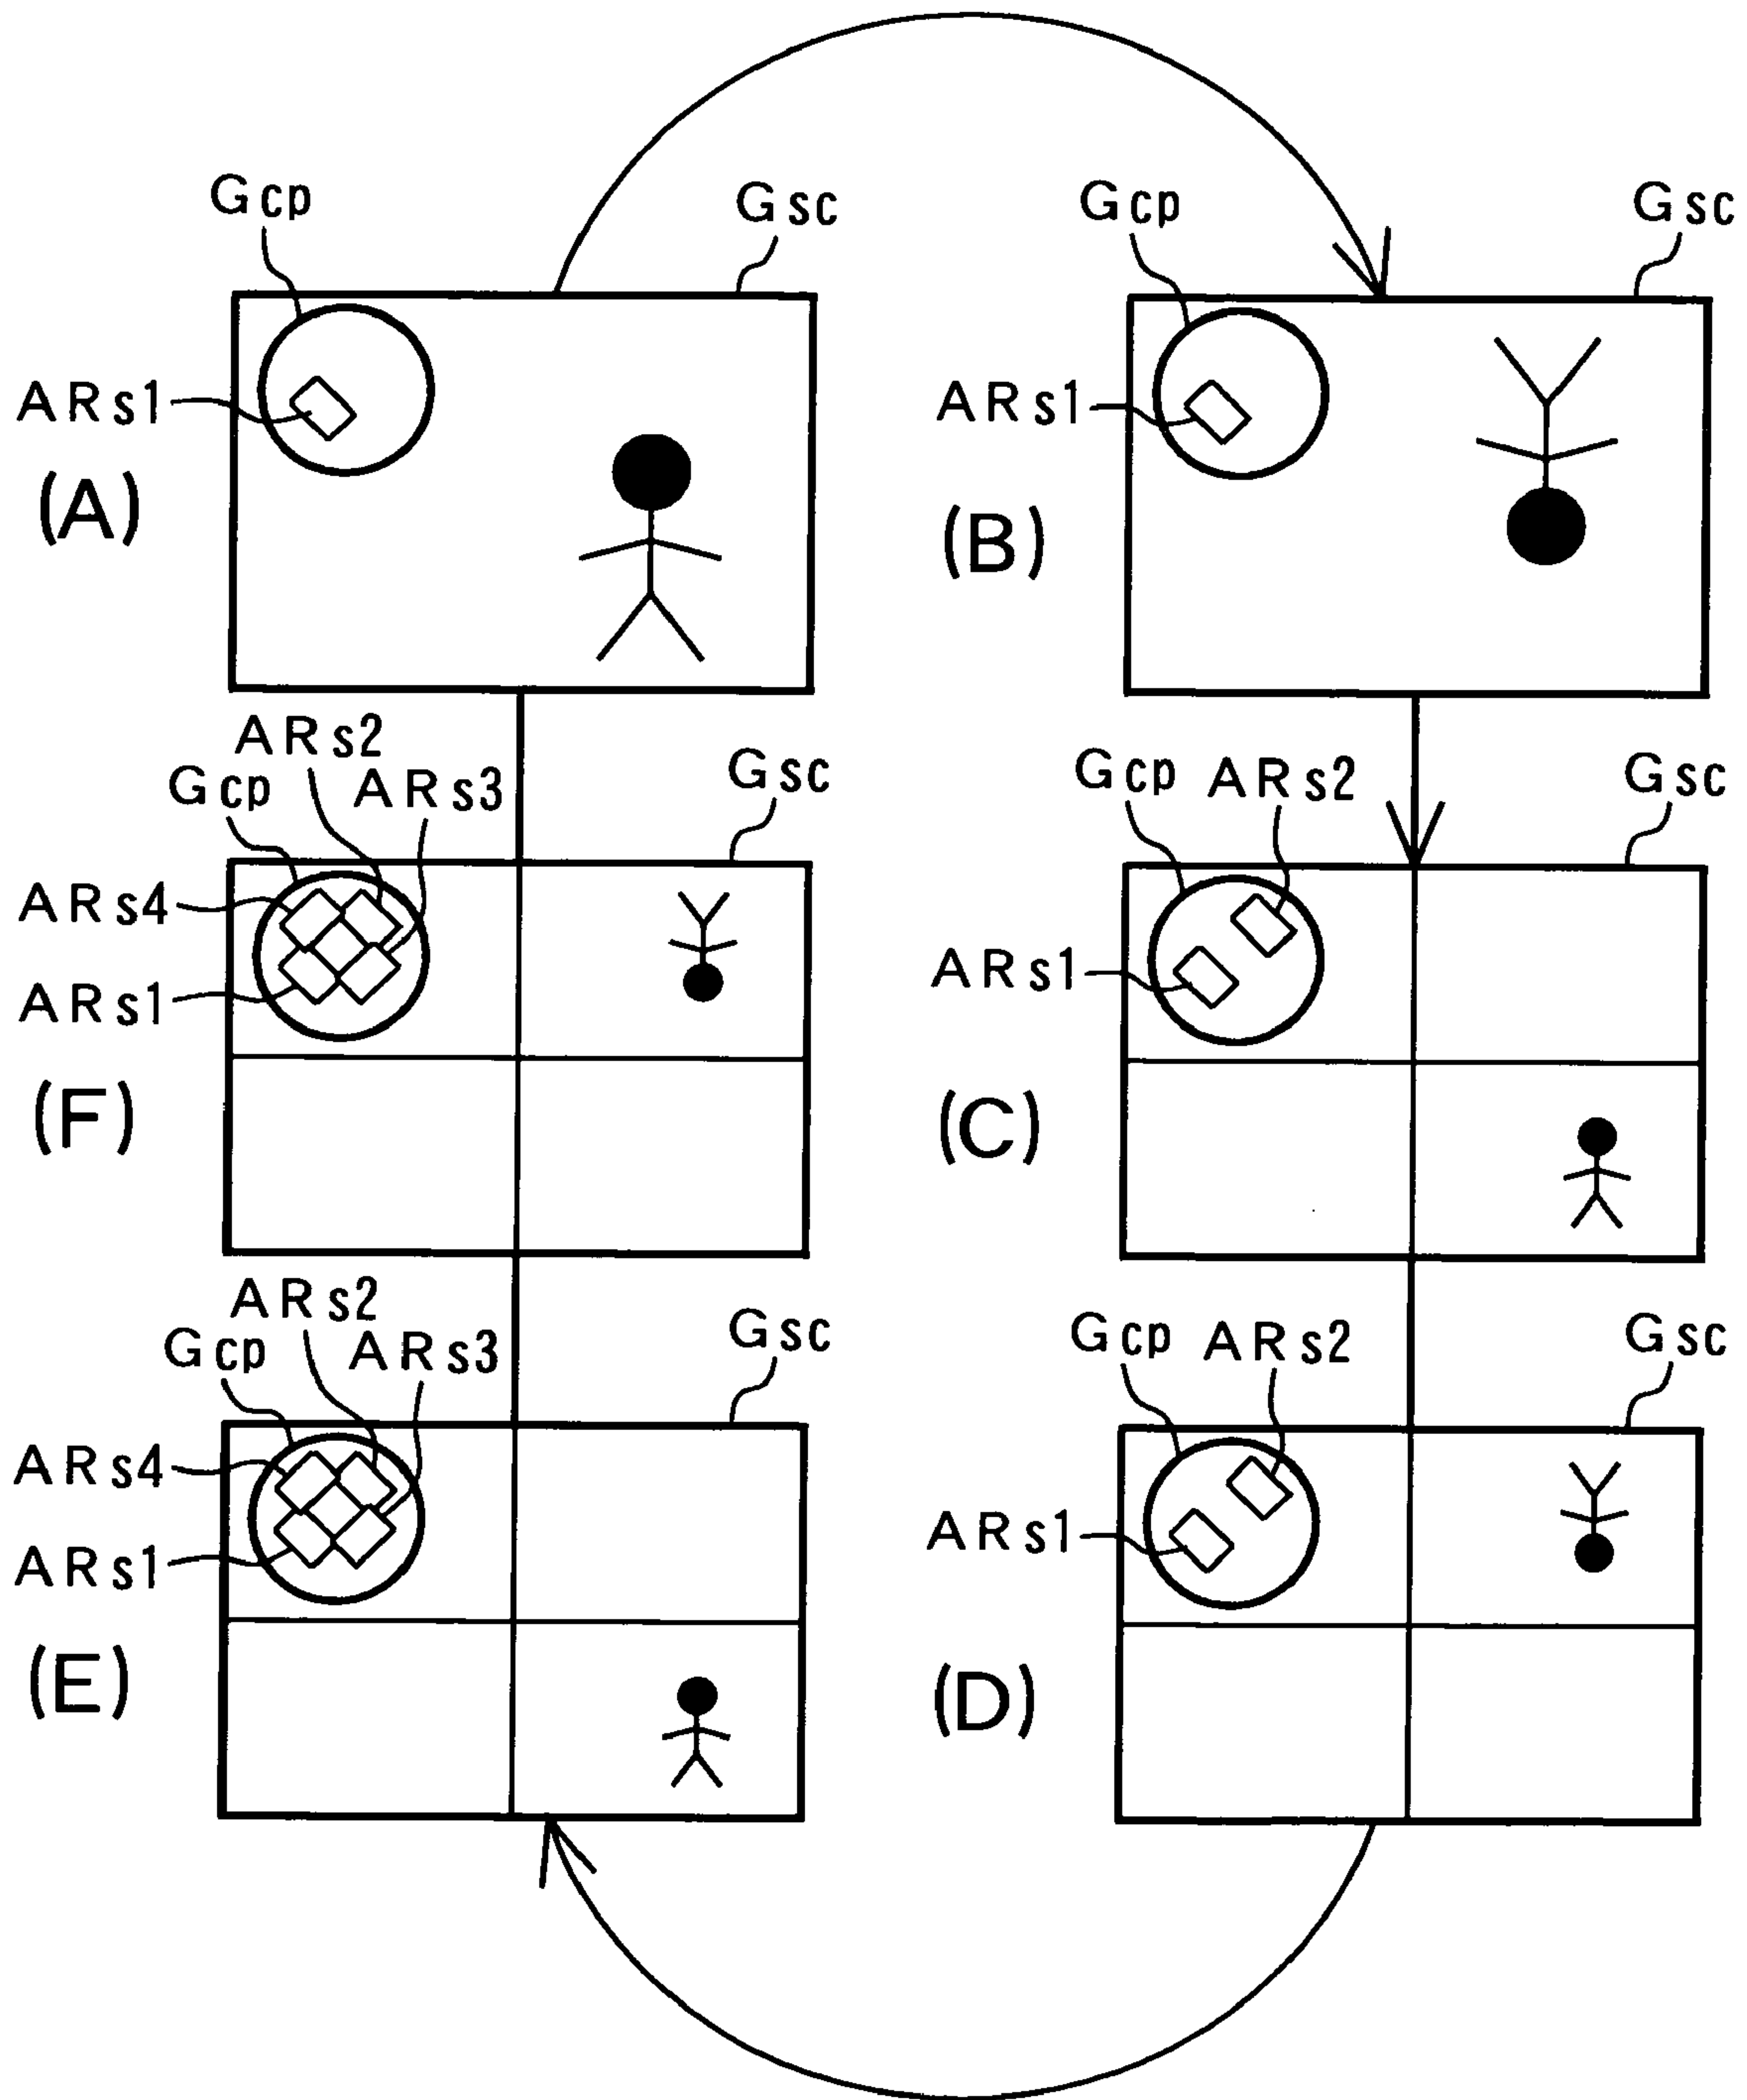 Gcp Gsc Gcp Gsc
ARs1 ARs1
(A) (B)
ARs2
Gcp ARs3 Gsc Gcp ARs2 Gsc
ARs4
ARs1 ARs1
(F) (C)
ARs2
Gcp ARs3 Gsc Gcp ARs2 Gsc
ARs4
ARs1 ARs1
(E) (D)